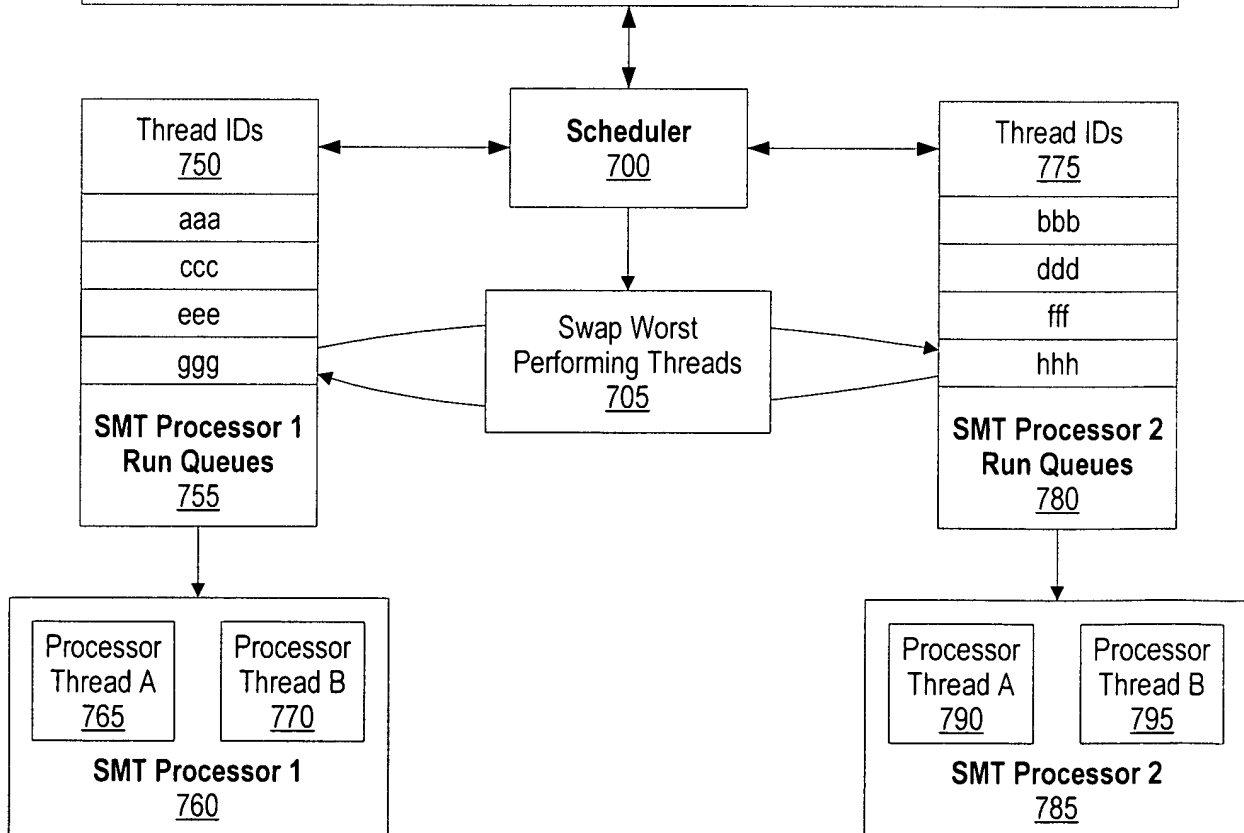 Scheduler
700
Thread IDs
750
aaa
ccc
eee
ggg
SMT Processor 1
Run Queues
755
Swap Worst
Performing Threads
705
Thread IDs
775
bbb
ddd
fff
hhh
SMT Processor 2
Run Queues
780
Processor
Thread A
765
Processor
Thread B
770
SMT Processor 1
760
Processor
Thread A
790
Processor
Thread B
795
SMT Processor 2
785